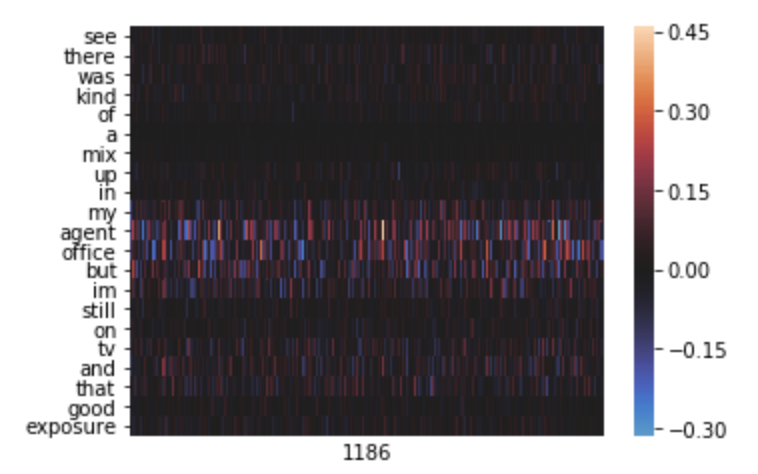 see
there
was
kind
of
a
mix
up
in
my
agent
office
but
im
still
on
tv
and
that
good
exposure
1186
0.45
0.30
0.15
0.00
−0.15
−0.30